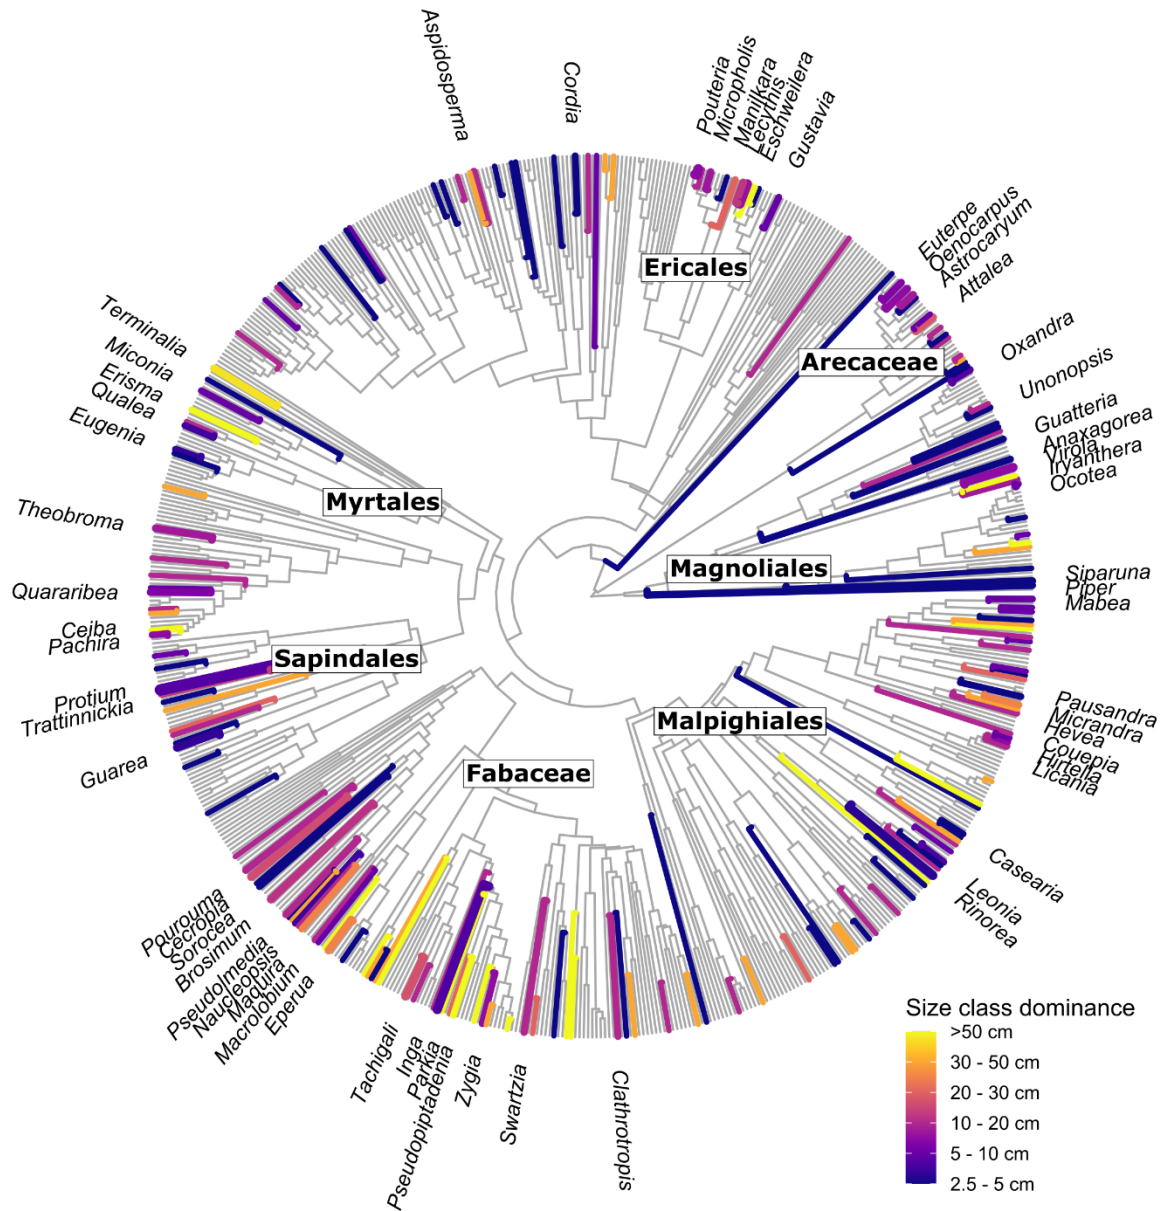 Aspidosperma
Cordia
Pouteria
Micropholis
Manilkara
Lecythis
Eschweilera
Gustavia
Euterpe
Oenocarpus
Astrocaryum
Attalea
Oxandra
Unonopsis
Guatteria
Anaxagorea
Virola
Iryanthera
Ocotea
Siparuna
Piper
Mabea
Pausandra
Micrandra
Hevea
Couepia
Hirtella
Licania
Casearia
Leonia
Rinorea
Clathrotropis
Swartzia
Zygia
Pseudopiptadenia
Parkia
Inga
Tachigali
Eperua
Macrolobium
Maquira
Naucleopsis
Pseudolmedia
Brosimum
Sorocea
Cecropia
Pourouma
Guarea
Trattinnickia
Protium
Pachira
Ceiba
Quararibea
Theobroma
Eugenia
Qualea
Erisma
Miconia
Terminalia
Ericales
Arecaceae
Magnoliales
Malpighiales
Fabaceae
Sapindales
Myrtales
Size class dominance
>50 cm
30 - 50 cm
20 - 30 cm
10 - 20 cm
5 - 10 cm
2.5 - 5 cm